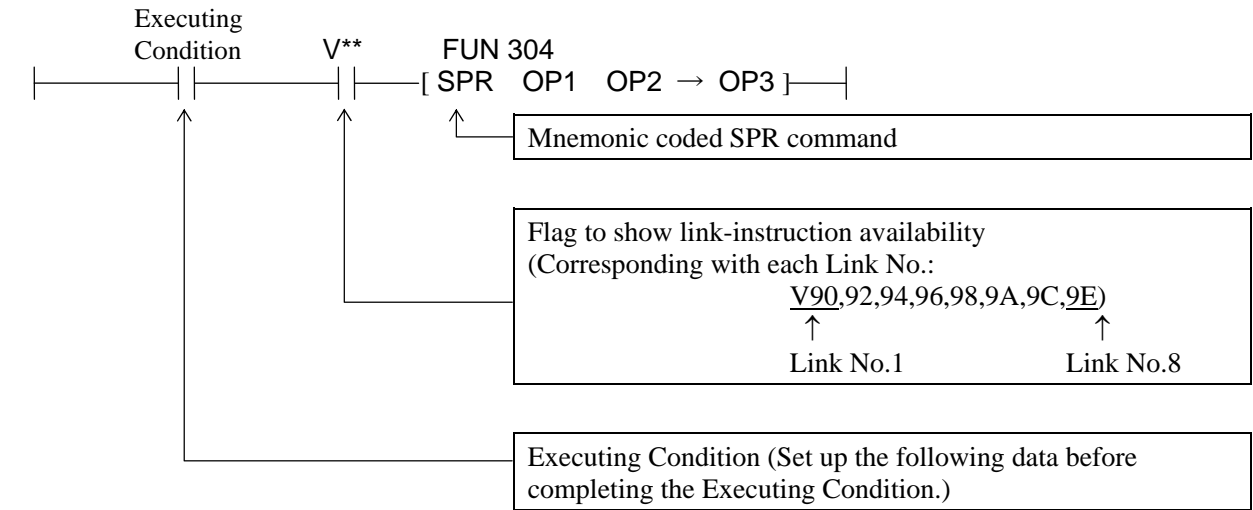 Executing
Condition V** FUN 304
[ SPR OP1 OP2 → OP3 ]
Mnemonic coded SPR command
Flag to show link-instruction availability
(Corresponding with each Link No.:
V90,92,94,96,98,9A,9C,9E)
↑ ↑
Link No.1 Link No.8
Executing Condition (Set up the following data before
completing the Executing Condition.)